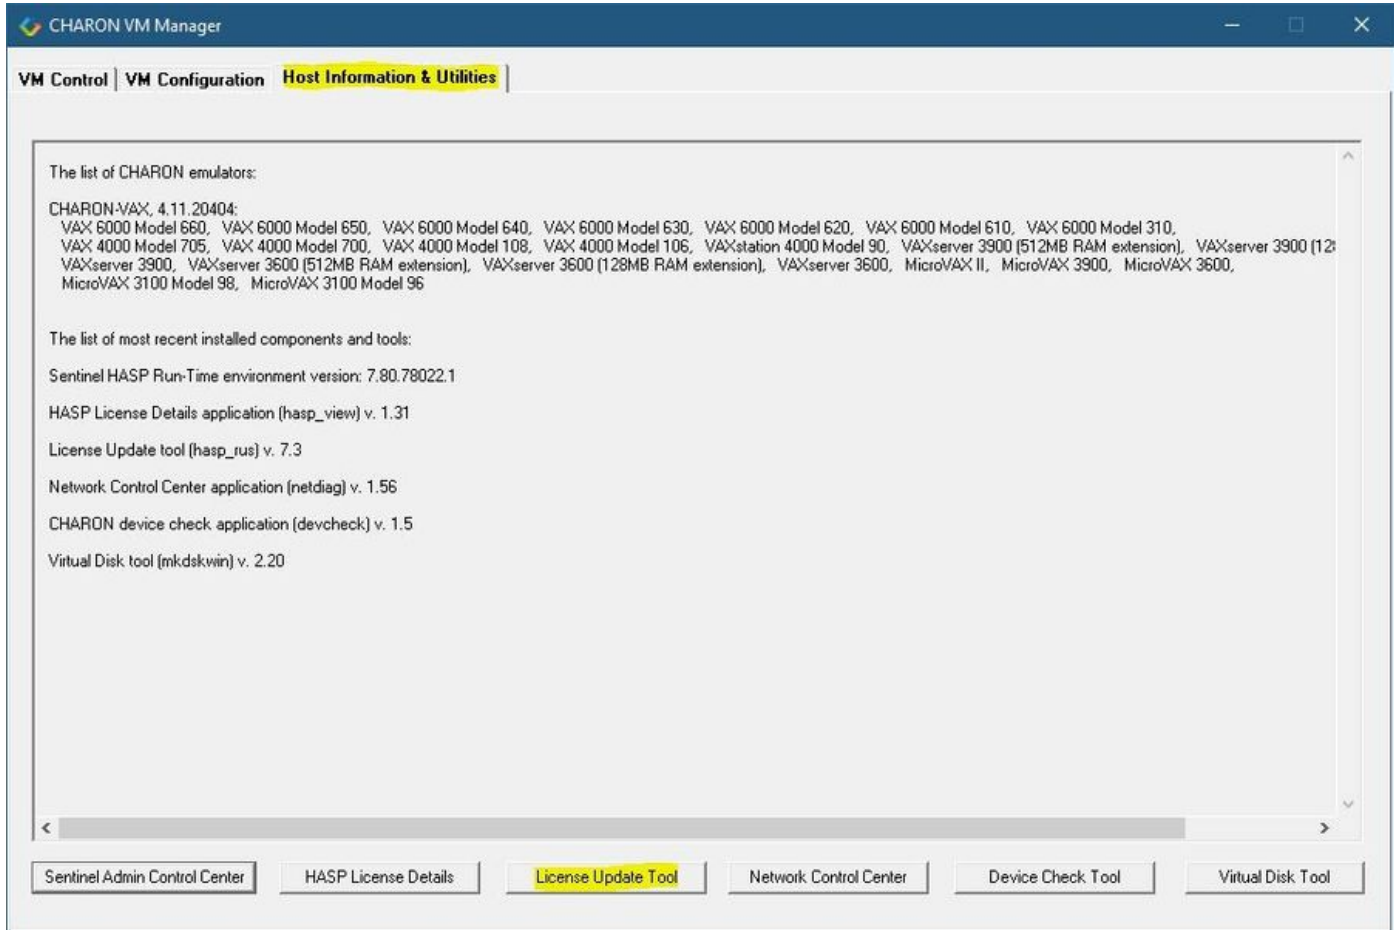 CHARON VM Manager
VM Control
VM Configuration
Host Information & Utilities
The list of CHARON emulators:
CHARON-VAX, 4.11.20404:
VAX 6000 Model 660, VAX 6000 Model 650, VAX 6000 Model 640, VAX 6000 Model 630, VAX 6000 Model 620, VAX 6000 Model 610, VAX 6000 Model 310,
VAX 4000 Model 705, VAX 4000 Model 700, VAX 4000 Model 108, VAX 4000 Model 106, VAXstation 4000 Model 90, VAXserver 3900 (512MB RAM extension), VAXserver 3900 (12
VAXserver 3900, VAXserver 3600 (512MB RAM extension), VAXserver 3600 (128MB RAM extension), VAXserver 3600, MicroVAX II, MicroVAX 3900, MicroVAX 3600,
MicroVAX 3100 Model 98, MicroVAX 3100 Model 96
The list of most recent installed components and tools:
Sentinel HASP Run-Time environment version: 7.80.78022.1
HASP License Details application (hasp_view) v. 1.31
License Update tool (hasp_rus) v. 7.3
Network Control Center application (netdiag) v. 1.56
CHARON device check application (devcheck) v. 1.5
Virtual Disk tool (mkdskwin) v. 2.20
Sentinel Admin Control Center
HASP License Details
License Update Tool
Network Control Center
Device Check Tool
Virtual Disk Tool